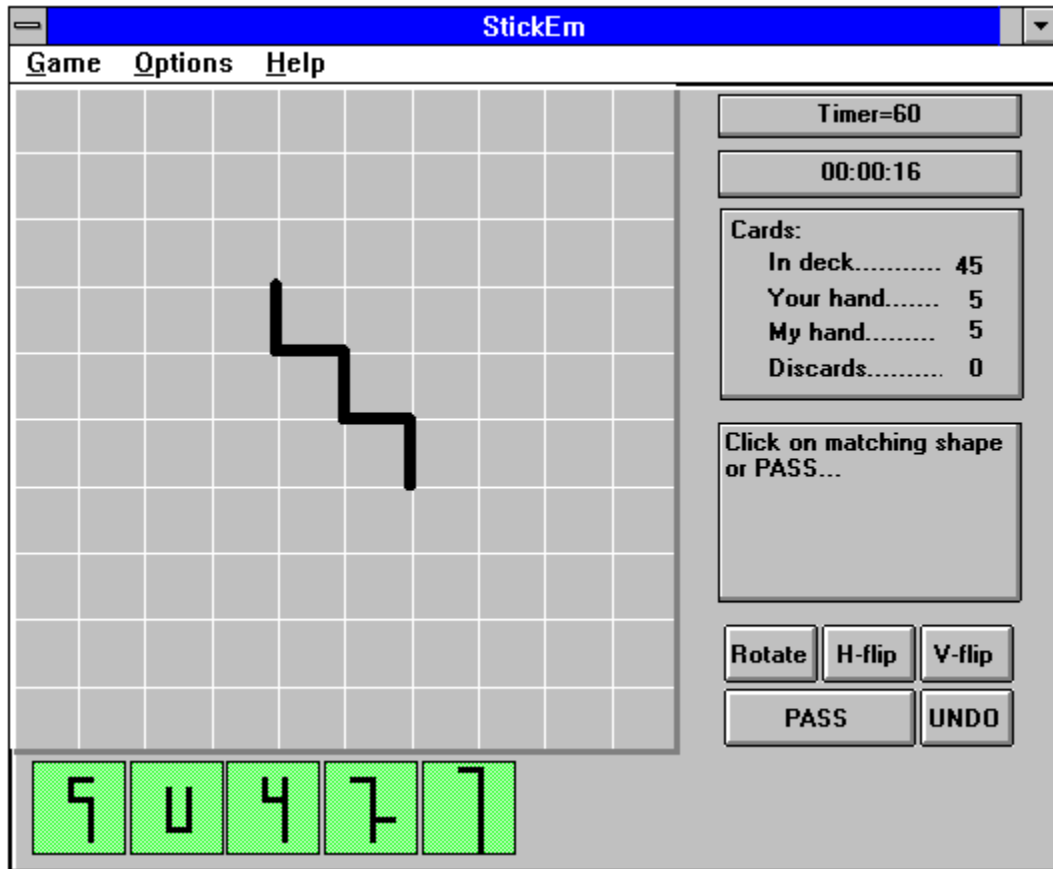 StickEm
Game Options Help
Timer=60
00:00:16
Cards:
In deck........... 45
Your hand....... 5
My hand......... 5
Discards.......... 0
Click on matching shape
or PASS...
Rotate H-flip V-flip
PASS UNDO